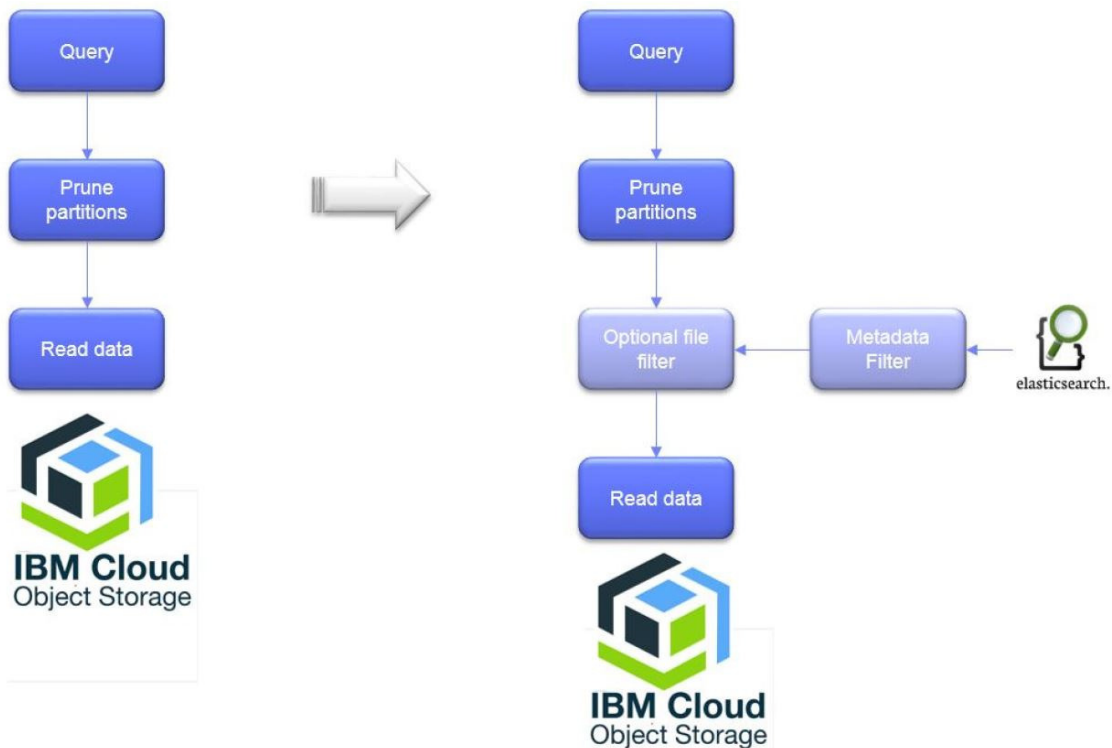 Query
Prune
partitions
Read data
IBM Cloud
Object Storage
Query
Prune
partitions
Optional file
filter
Metadata
Filter
elasticsearch.
Read data
IBM Cloud
Object Storage